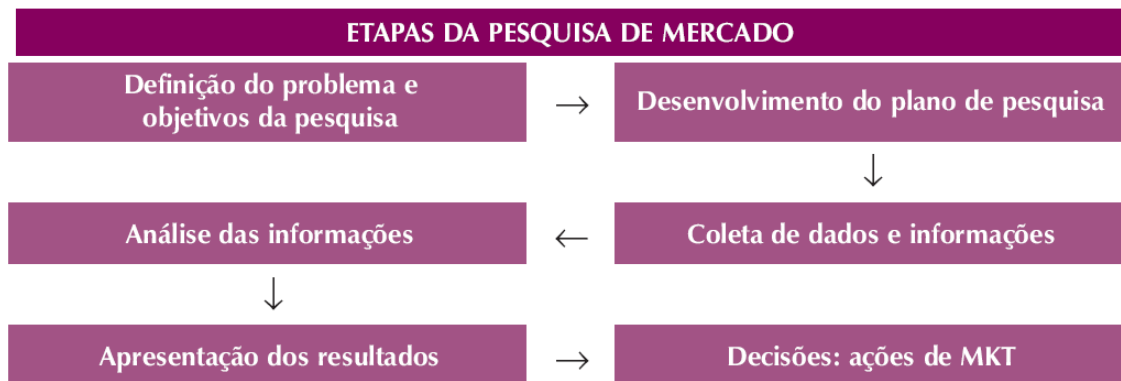 ETAPAS DA PESQUISA DE MERCADO
Definição do problema e
objetivos da pesquisa
→
Desenvolvimento do plano de pesquisa
↓
Coleta de dados e informações
←
Análise das informações
↓
Apresentação dos resultados
→
Decisões: ações de MKT